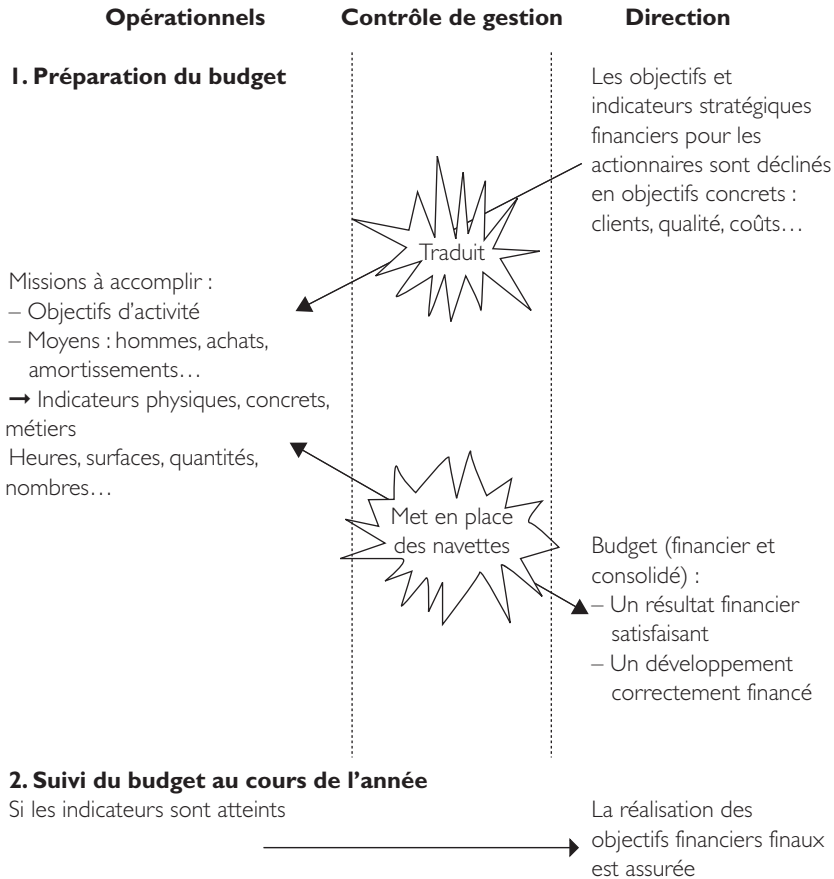 Opérationnels
Contrôle de gestion
Direction
1. Préparation du budget
Les objectifs et
indicateurs stratégiques
financiers pour les
actionnaires sont déclinés
en objectifs concrets :
clients, qualité, coûts…
Traduit
Missions à accomplir :
– Objectifs d’activité
– Moyens : hommes, achats,
amortissements…
➞ Indicateurs physiques, concrets,
métiers
Heures, surfaces, quantités,
nombres…
Met en place
des navettes
Budget (financier et
consolidé) :
– Un résultat financier
satisfaisant
– Un développement
correctement financé
2. Suivi du budget au cours de l’année
Si les indicateurs sont atteints
La réalisation des
objectifs financiers finaux
est assurée